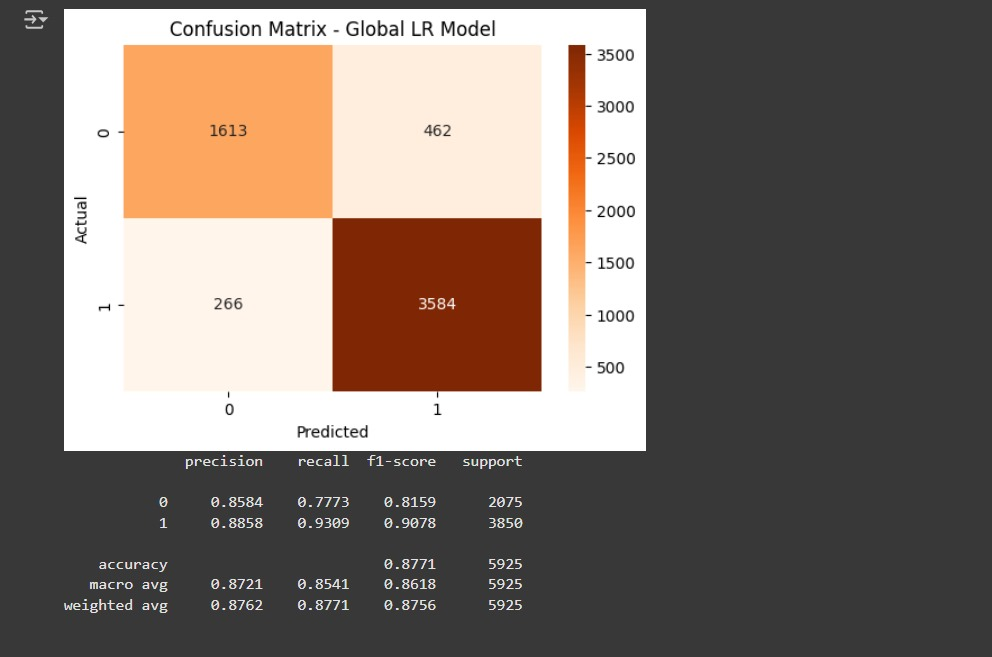 Confusion Matrix - Global LR Model
3500
3000
2500
2000
1500
1000
500
0
1613 462
Actual
1
266 3584
0 1
Predicted
precision recall f1-score support
0 0.8584 0.7773 0.8159 2075
1 0.8858 0.9309 0.9078 3850
accuracy 0.8771 5925
macro avg 0.8721 0.8541 0.8618 5925
weighted avg 0.8762 0.8771 0.8756 5925